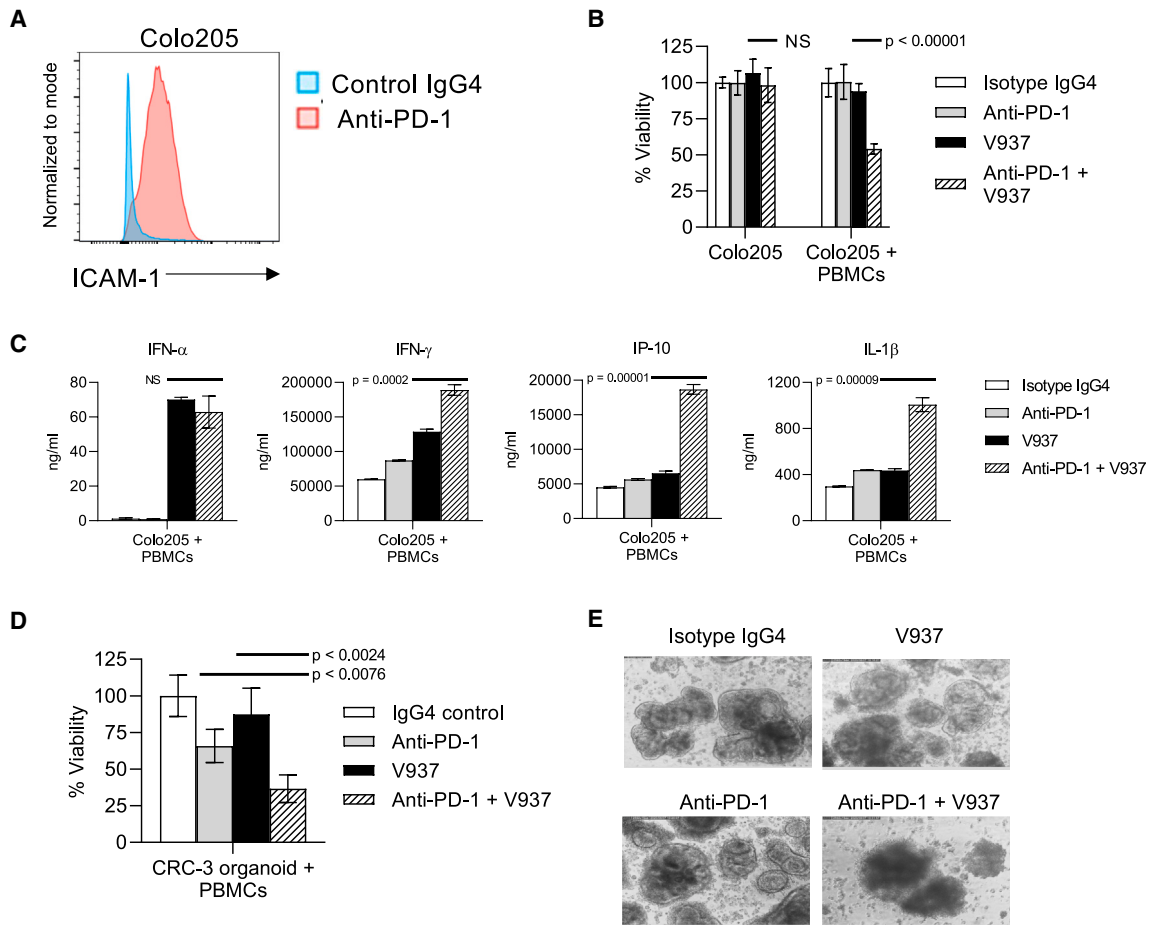 A
Colo205
Normalized to mode
ICAM-1
Control IgG4
Anti-PD-1
B
125
100
75
50
25
0
% Viability
NS
p < 0.00001
Colo205
Colo205 +
PBMCs
Isotype IgG4
Anti-PD-1
V937
Anti-PD-1 +
V937
C
IFN-α
80
60
40
20
0
ng/ml
NS
Colo205 +
PBMCs
IFN-γ
200000
150000
100000
50000
0
ng/ml
p = 0.0002
Colo205 +
PBMCs
IP-10
20000
15000
10000
5000
0
ng/ml
p = 0.00001
Colo205 +
PBMCs
IL-1β
1200
800
400
0
ng/ml
p = 0.00009
Colo205 +
PBMCs
Isotype IgG4
Anti-PD-1
V937
Anti-PD-1 + V937
D
125
100
75
50
25
0
% Viability
p < 0.0024
p < 0.0076
CRC-3 organoid +
PBMCs
IgG4 control
Anti-PD-1
V937
Anti-PD-1 + V937
E
Isotype IgG4
V937
Anti-PD-1
Anti-PD-1 + V937